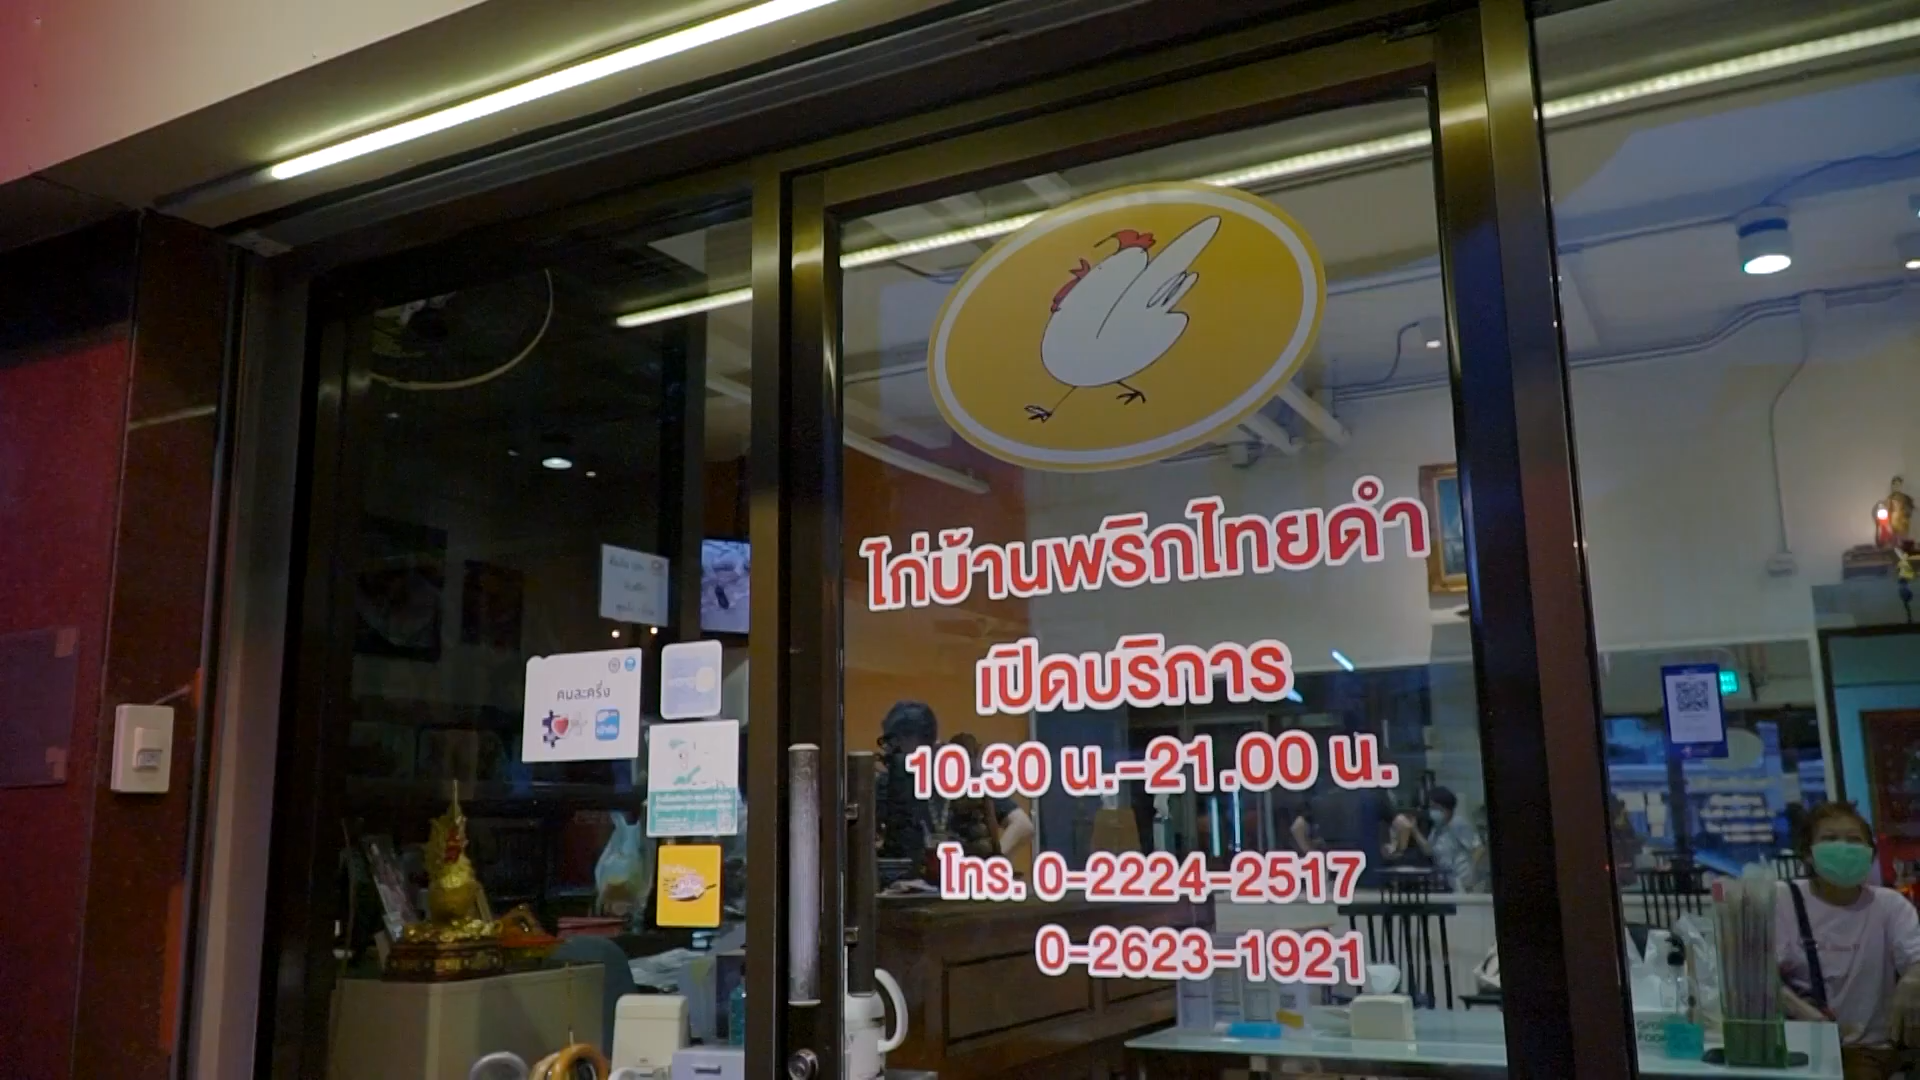 ไก่บ้านพริกไทยดำ
เปิดบริการ
10.30 น.-21.00 น.
โทร. 0-2224-2517
0-2623-1921
คนละครึ่ง